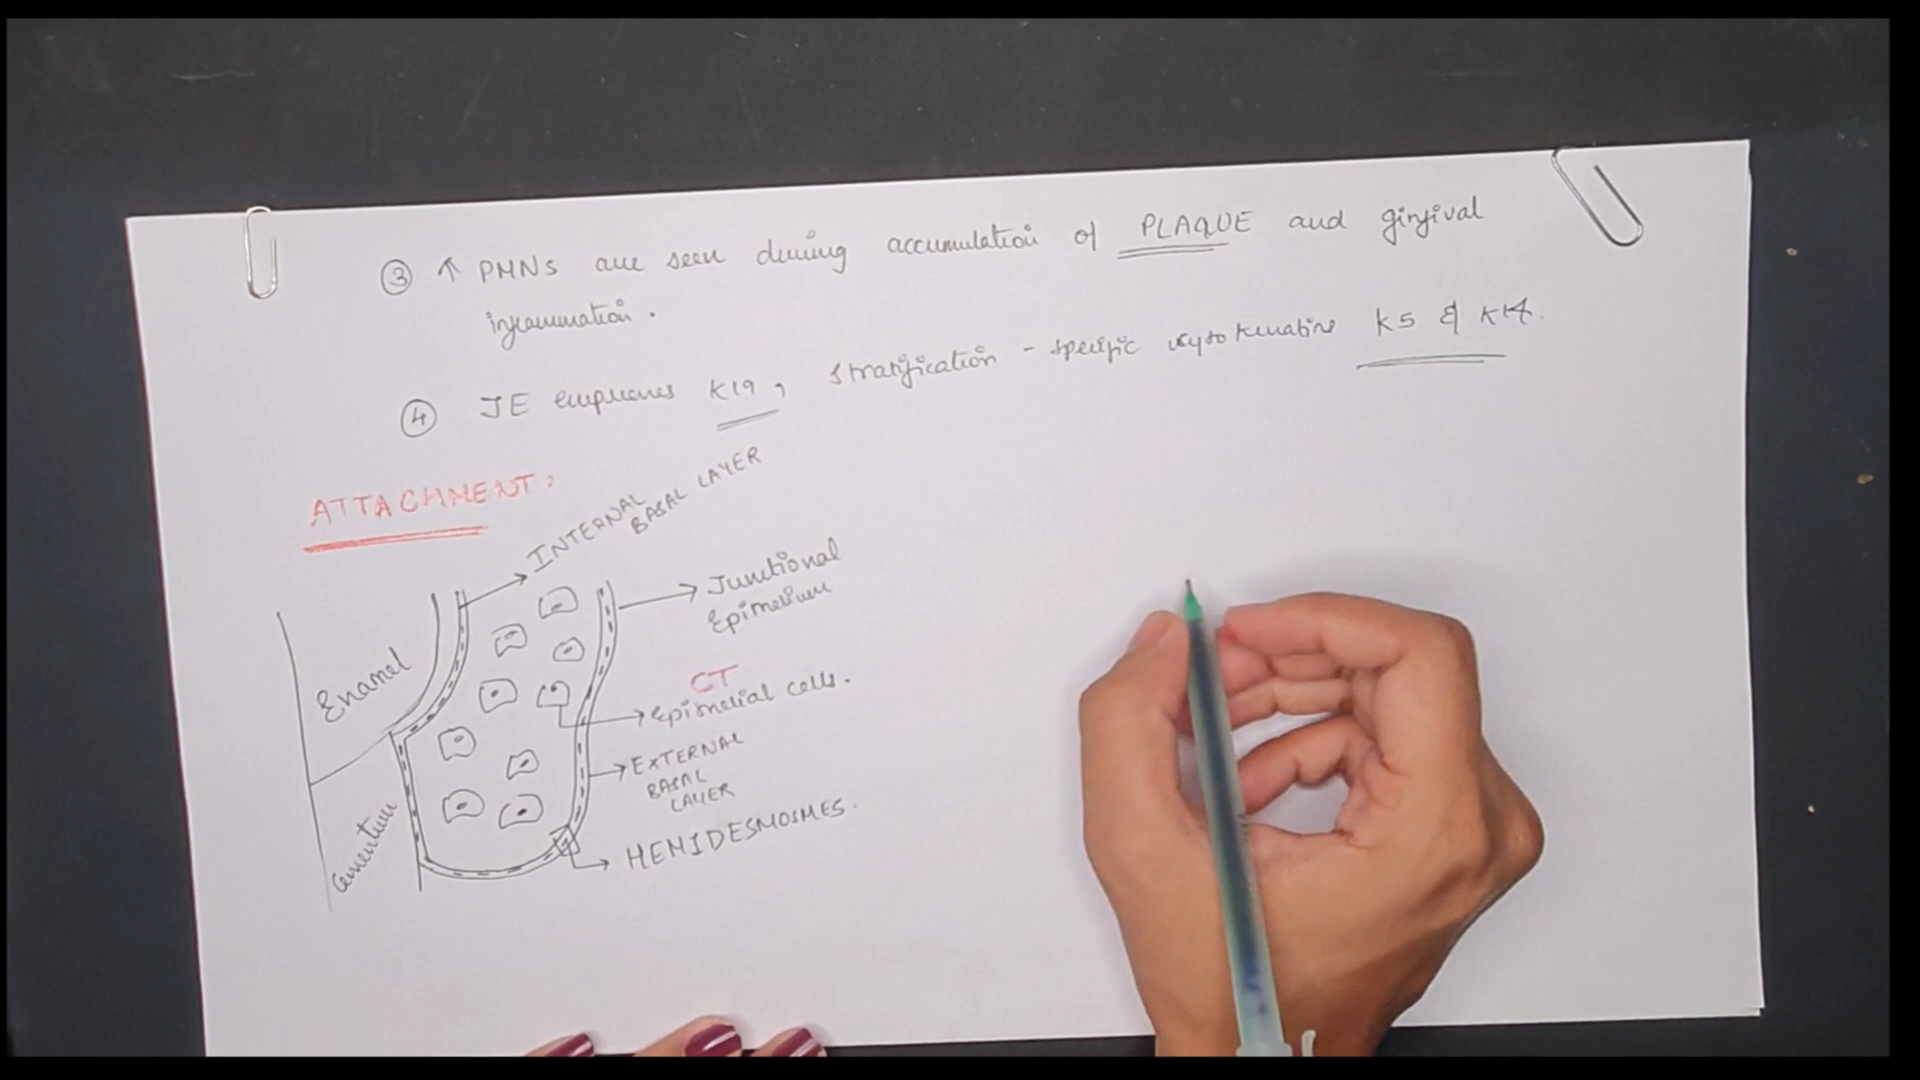 ③ ↑ PMNs are seen during accumulation of PLAQUE and gingival
inflammation.
④ JE expresses K19, stratification - specific cytokeratins K5 & K14.
ATTACHMENT:
INTERNAL
BASAL LAYER
Junctional
Epithelium
Enamel
CT
Epithelial cells.
EXTERNAL
BASAL
LAYER
Cementum
HEMIDESMOSMES.